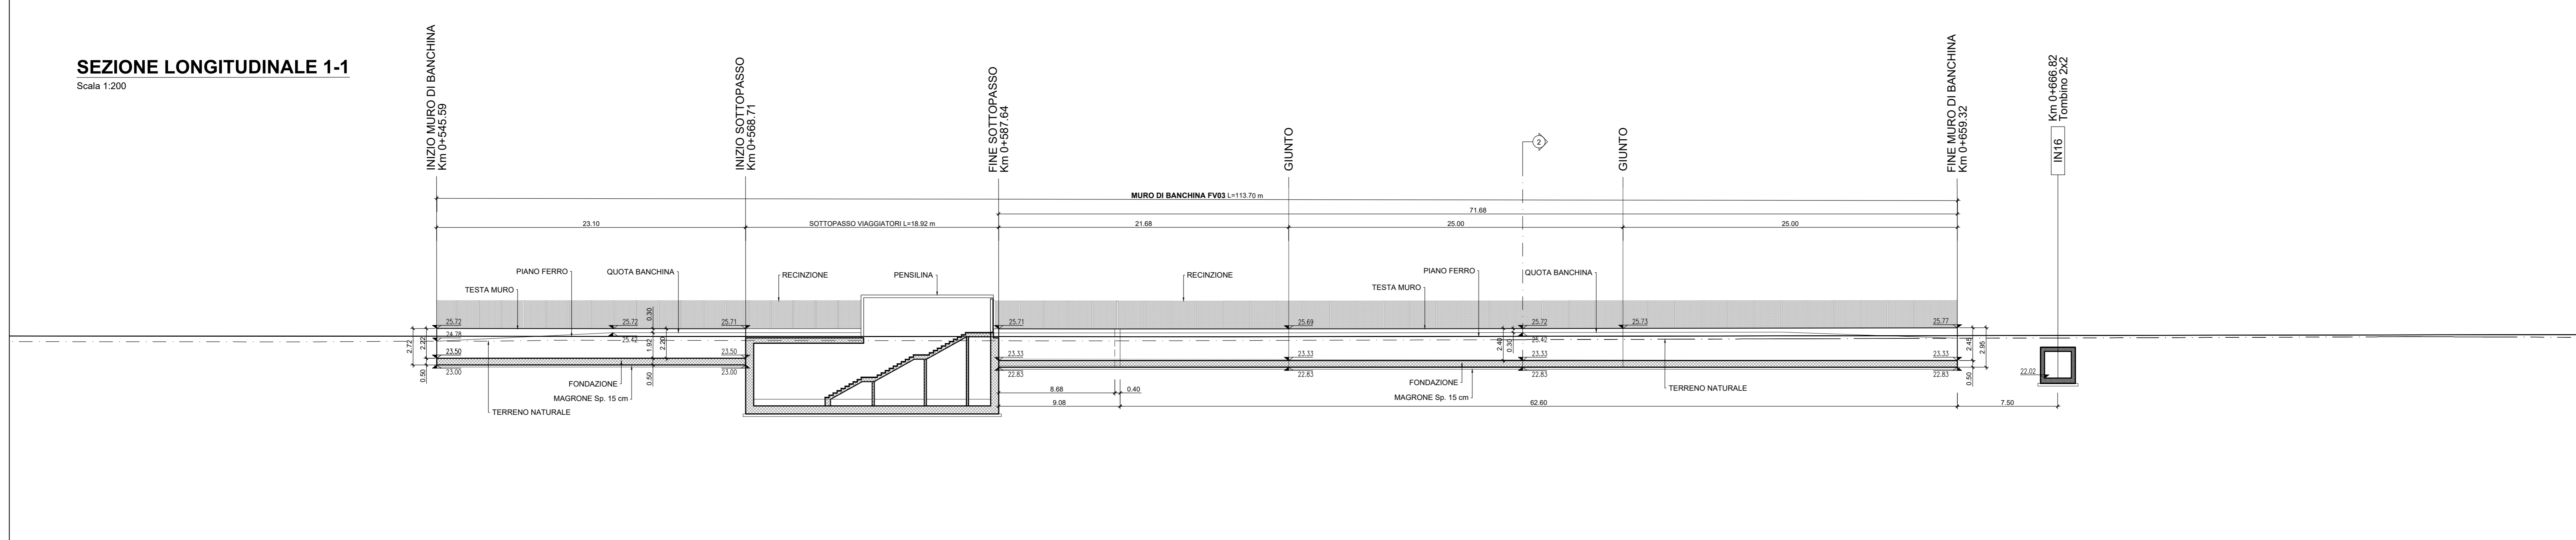 SEZIONE LONGITUDINALE 1-1
Scala 1:200
INIZIO MURO DI BANCHINA
Km 0+545.59
INIZIO SOTTOPASSO
Km 0+568.71
FINE SOTTOPASSO
Km 0+587.64
GIUNTO
2
GIUNTO
FINE MURO DI BANCHINA
Km 0+659.32
Km 0+666.82
Tombino 2x2
IN16
MURO DI BANCHINA FV03 L=113.70 m
71.68
23.10
SOTTOPASSO VIAGGIATORI L=18.92 m
21.68
25.00
25.00
PIANO FERRO
QUOTA BANCHINA
RECINZIONE
PENSILINA
RECINZIONE
PIANO FERRO
QUOTA BANCHINA
TESTA MURO
TESTA MURO
25.72
25.72
0.30
25.71
25.71
25.69
25.72
25.73
25.77
24.78
25.42
25.42
2.72
2.22
1.92
2.20
2.40
0.30
2.45
2.95
23.50
23.50
23.33
23.33
23.33
23.33
23.00
23.00
22.83
22.83
22.83
22.83
22.02
0.50
0.50
0.50
FONDAZIONE
MAGRONE Sp. 15 cm
TERRENO NATURALE
8.68
0.40
FONDAZIONE
MAGRONE Sp. 15 cm
TERRENO NATURALE
9.08
62.60
7.50